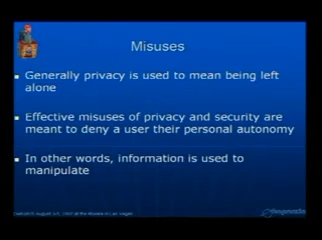 Misuses
Generally privacy is used to mean being left
alone
Effective misuses of privacy and security are
meant to deny a user their personal autonomy
In other words, information is used to
manipulate